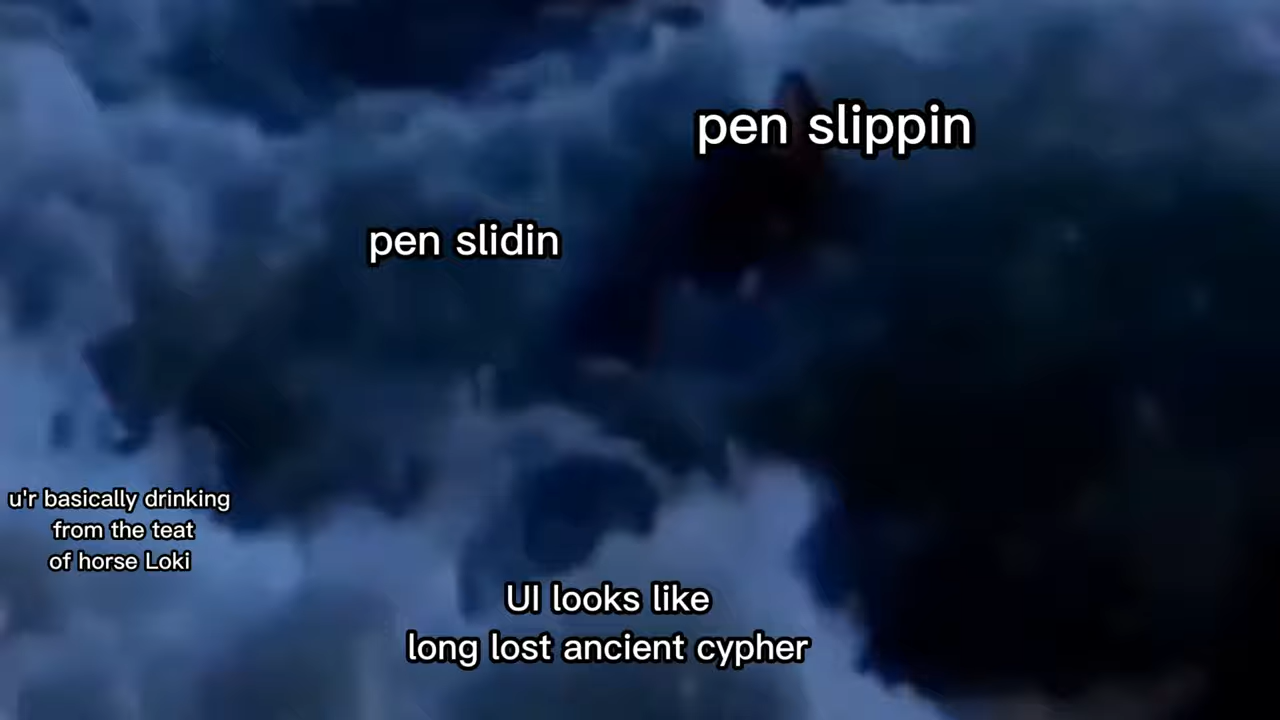 pen slippin
pen slidin
u'r basically drinking
from the teat
of horse Loki
UI looks like
long lost ancient cypher